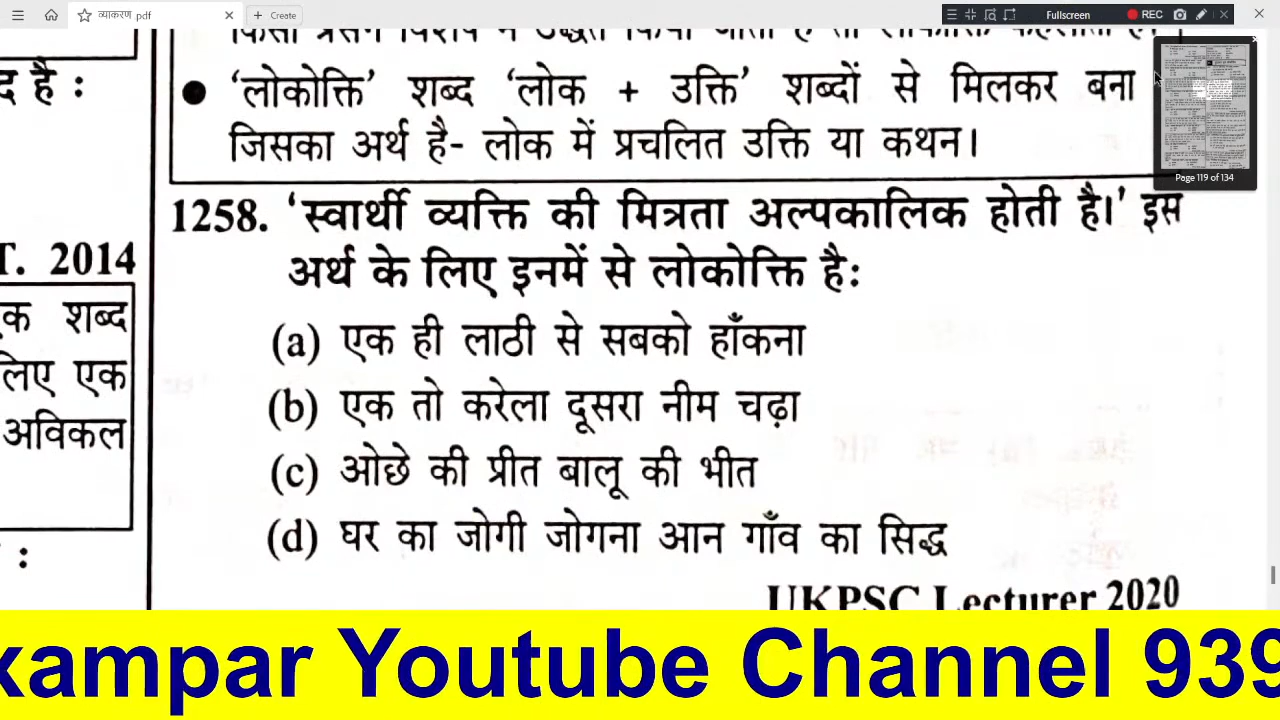 व्याकरण pdf
Create
Fullscreen
REC
द है :
T. 2014
क शब्द
लिए एक
अविकल
:
● 'लोकोक्ति' शब्द 'लोक + उक्ति' शब्दों से मिलकर बना
जिसका अर्थ है- लोक में प्रचलित उक्ति या कथन।
1258. 'स्वार्थी व्यक्ति की मित्रता अल्पकालिक होती है।' इस
अर्थ के लिए इनमें से लोकोक्ति है:
(a) एक ही लाठी से सबको हाँकना
(b) एक तो करेला दूसरा नीम चढ़ा
(c) ओछे की प्रीत बालू की भीत
(d) घर का जोगी जोगना आन गाँव का सिद्ध
UKPSC Lecturer 2020
Page 119 of 134
xampar Youtube Channel 939